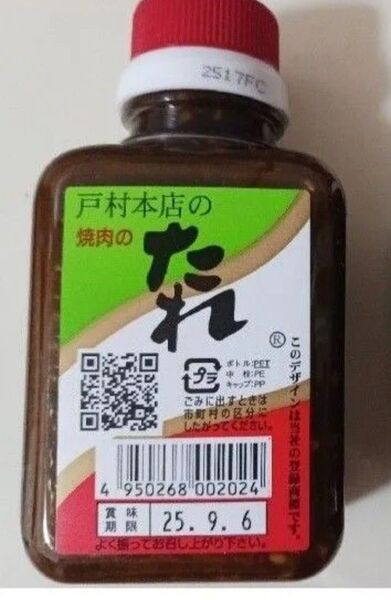 2517FC
戸村本店の
焼肉の
たれ
®
このデザインは当社の登録商標です。
プラ
ボトル:PET
中栓:PE
キャップ:PP
ごみに出すときは
市町村の区分に
したがってください。
4 950268 002024
賞味
期限
25.9.6
よく振ってお召し上がり下さい。